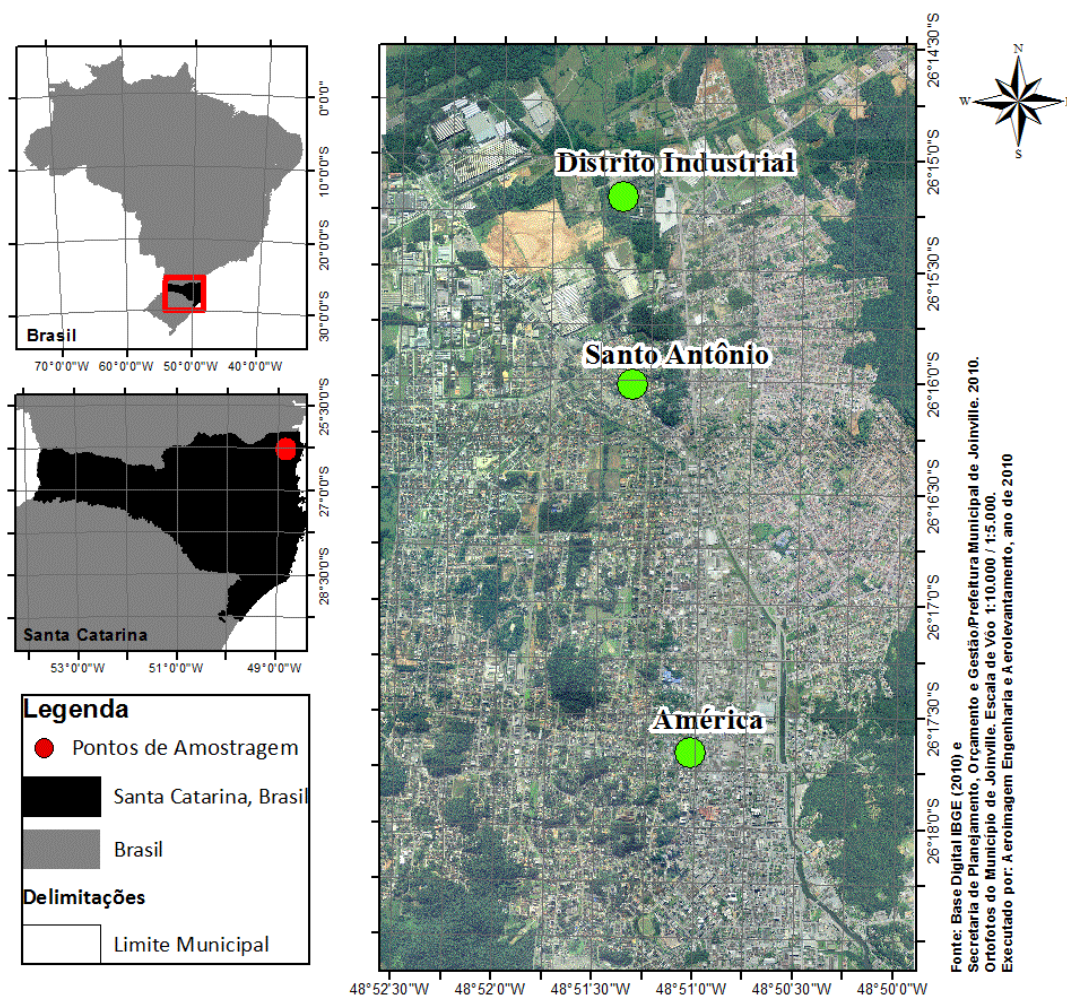 0°0'0"
10°0'0"S
20°0'0"S
30°0'0"S
Brasil
70°0'0"W 60°0'0"W 50°0'0"W 40°0'0"W
25°30'0"S
27°0'0"S
28°30'0"S
Santa Catarina
53°0'0"W 51°0'0"W 49°0'0"W
Legenda
Pontos de Amostragem
Santa Catarina, Brasil
Brasil
Delimitações
Limite Municipal
Distrito Industrial
Santo Antônio
América
26°14'30"S
26°15'0"S
26°15'30"S
26°16'0"S
26°16'30"S
26°17'0"S
26°17'30"S
26°18'0"S
48°52'30"W 48°52'0"W 48°51'30"W 48°51'0"W 48°50'30"W 48°50'0"W
N
W E
S
Fonte: Base Digital IBGE (2010) e
Secretaria de Planejamento, Orçamento e Gestão/Prefeitura Municipal de Joinville. 2010.
Ortofotos do Município de Joinville. Escala de Vôo 1:10.000 / 1:5.000.
Executado por: Aeroimagem Engenharia e Aerolevantamento, ano de 2010